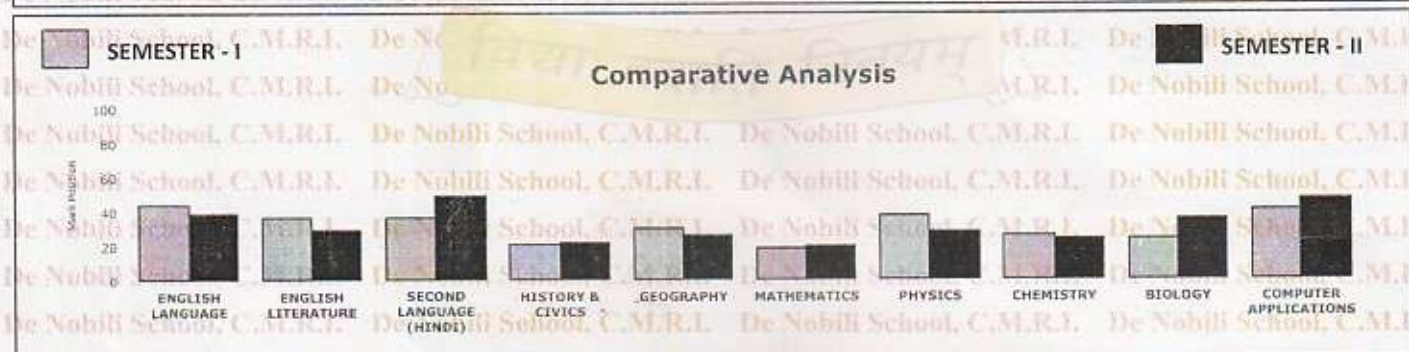 SEMESTER - I
SEMESTER - II
Comparative Analysis
De Nobili School, C.M.R.I.
100
80
60
40
20
0
ENGLISH LANGUAGE
ENGLISH LITERATURE
SECOND LANGUAGE (HINDI)
HISTORY & CIVICS
GEOGRAPHY
MATHEMATICS
PHYSICS
CHEMISTRY
BIOLOGY
COMPUTER APPLICATIONS